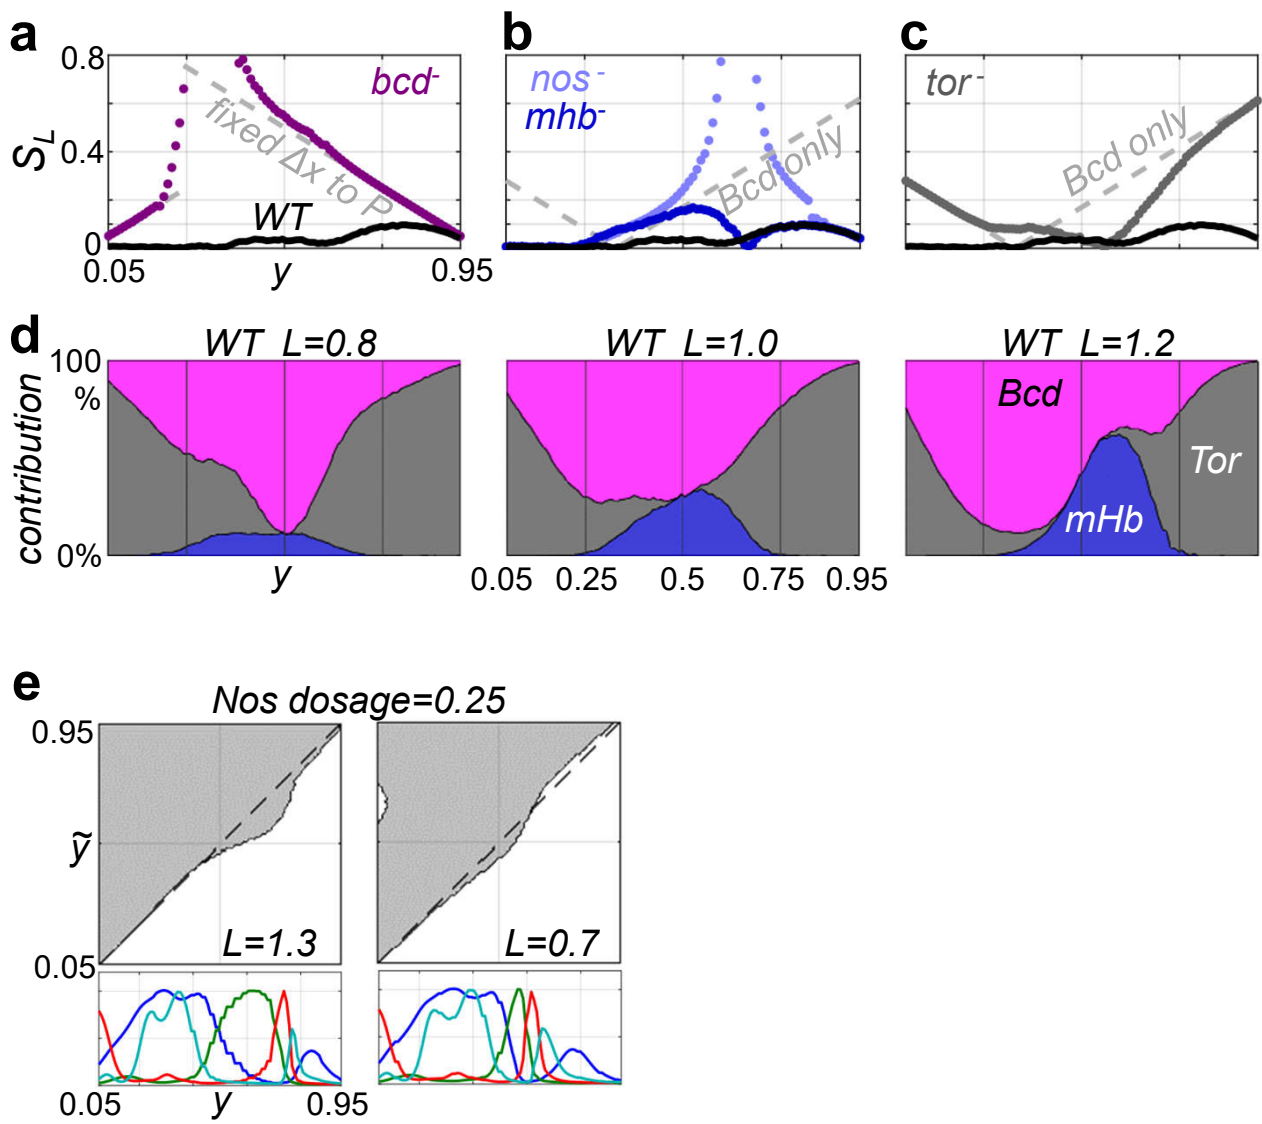 a
b
c
0.8
0.4
0
S_L
bcd-
fixed Δx to P
WT
0.05
y
0.95
nos -
mhb-
Bcd only
tor -
Bcd only
d
WT L=0.8
WT L=1.0
WT L=1.2
100
%
contribution
0%
y
Bcd
Tor
mHb
0.05 0.25 0.5 0.75 0.95
e
Nos dosage=0.25
0.95
ỹ
0.05
L=1.3
L=0.7
0.05
y
0.95